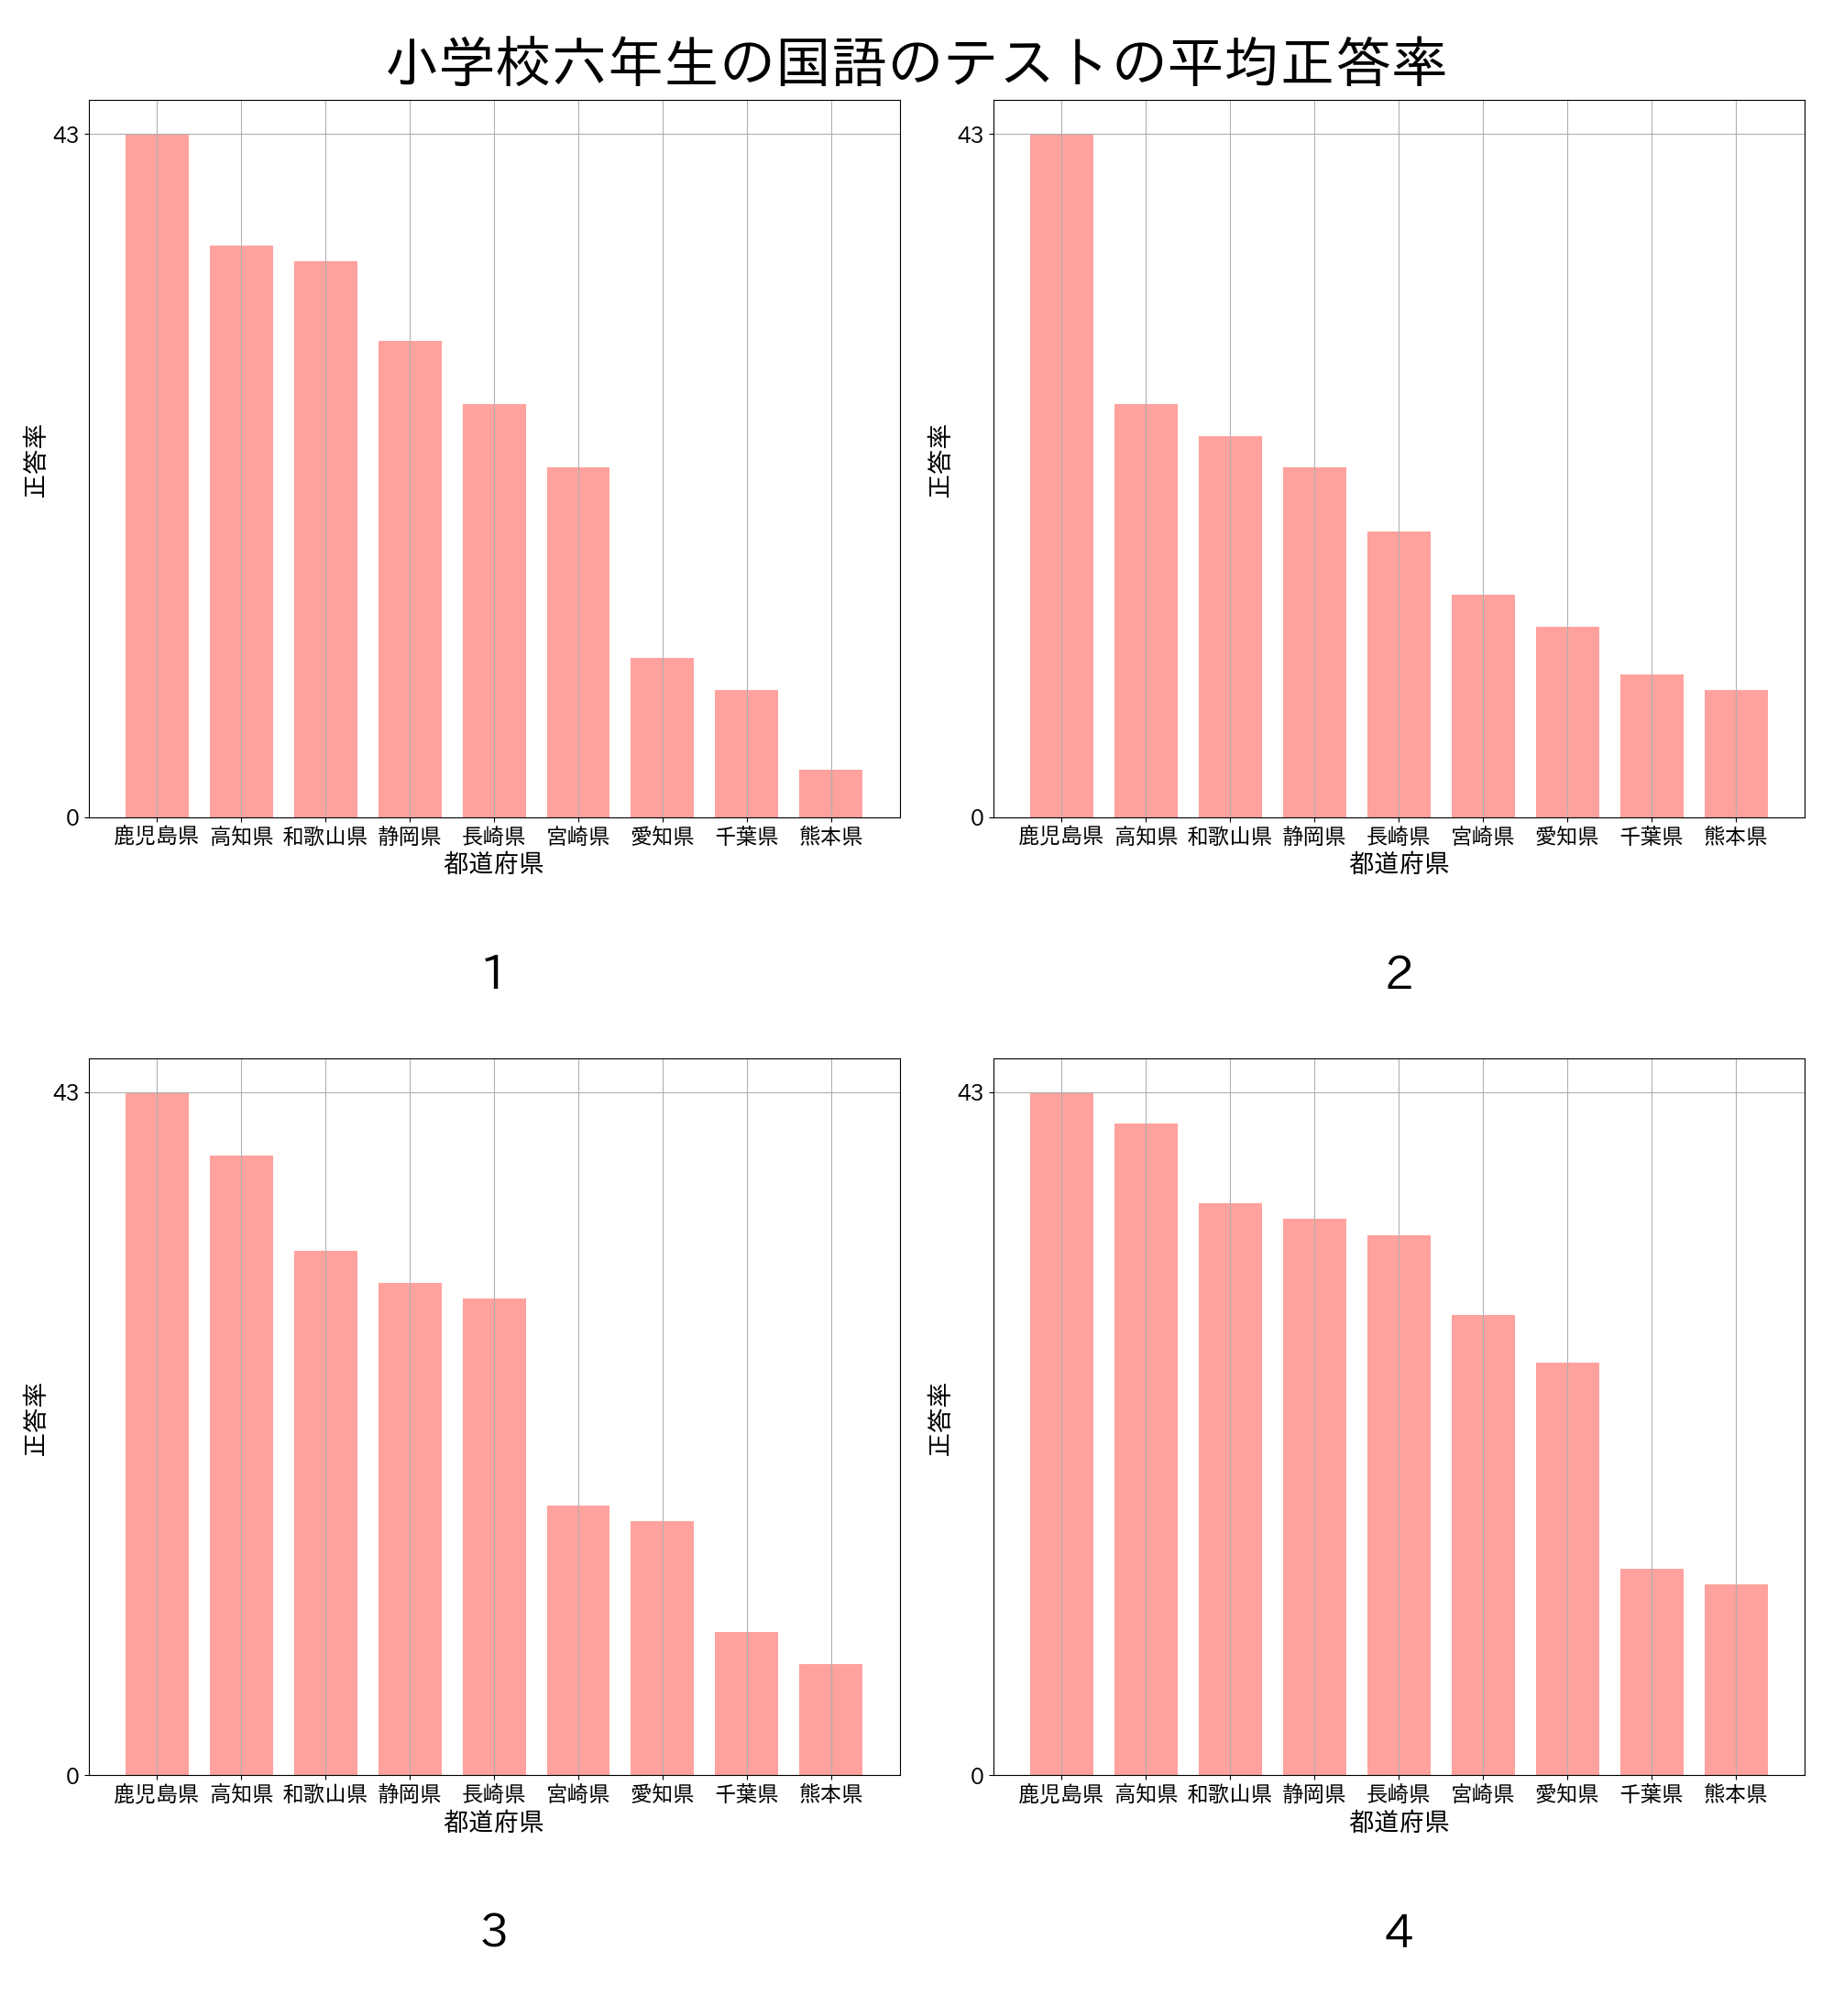 小学校六年生の国語のテストの平均正答率
43
0
正答率
鹿児島県 高知県 和歌山県 静岡県 長崎県 宮崎県 愛知県 千葉県 熊本県
都道府県
1
43
0
正答率
鹿児島県 高知県 和歌山県 静岡県 長崎県 宮崎県 愛知県 千葉県 熊本県
都道府県
2
43
0
正答率
鹿児島県 高知県 和歌山県 静岡県 長崎県 宮崎県 愛知県 千葉県 熊本県
都道府県
3
43
0
正答率
鹿児島県 高知県 和歌山県 静岡県 長崎県 宮崎県 愛知県 千葉県 熊本県
都道府県
4